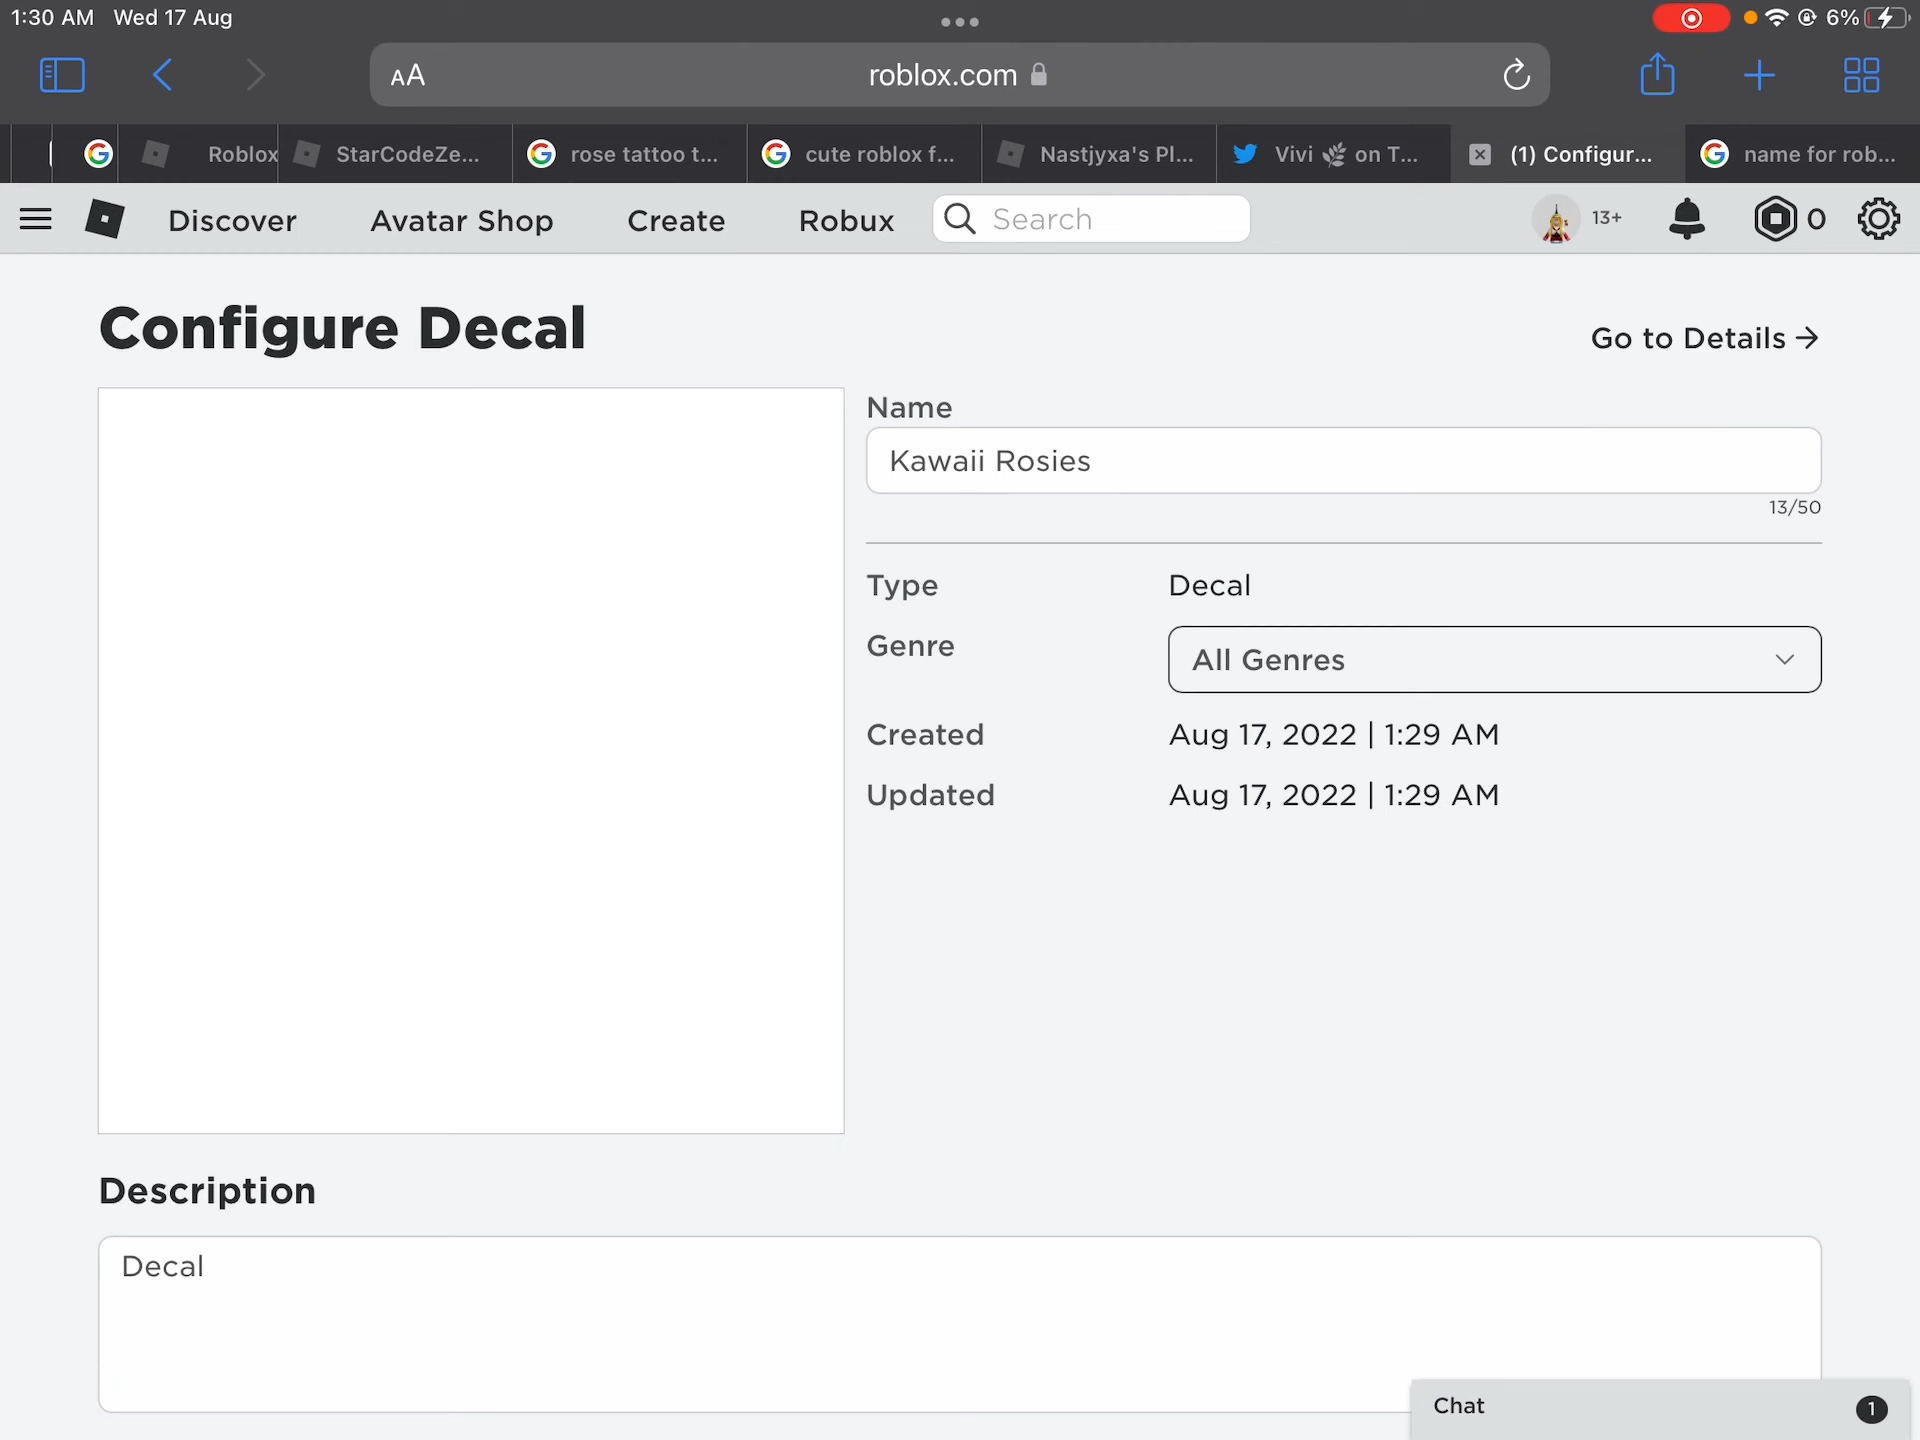 1:30 AM Wed 17 Aug
6%
AA
roblox.com
Roblox
StarCodeZe...
rose tattoo t...
cute roblox f...
Nastjyxa's Pl...
Vivi 🌿 on T...
(1) Configur...
name for rob...
Discover
Avatar Shop
Create
Robux
Search
13+
0
Configure Decal
Go to Details →
Name
Kawaii Rosies
13/50
Type
Decal
Genre
All Genres
Created
Aug 17, 2022 | 1:29 AM
Updated
Aug 17, 2022 | 1:29 AM
Description
Decal
Chat
1